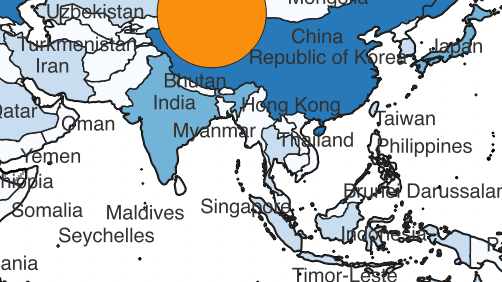 Uzbekistan
Mongolia
China
Turkmenistan
Japan
Republic of Korea
Iran
Bhutan
India
Hong Kong
Qatar
Oman
Taiwan
Myanmar
Thailand
Philippines
Yemen
Ethiopia
Brunei Darussalam
Singapore
Somalia
Maldives
Indonesia
Seychelles
ania
Timor-Leste